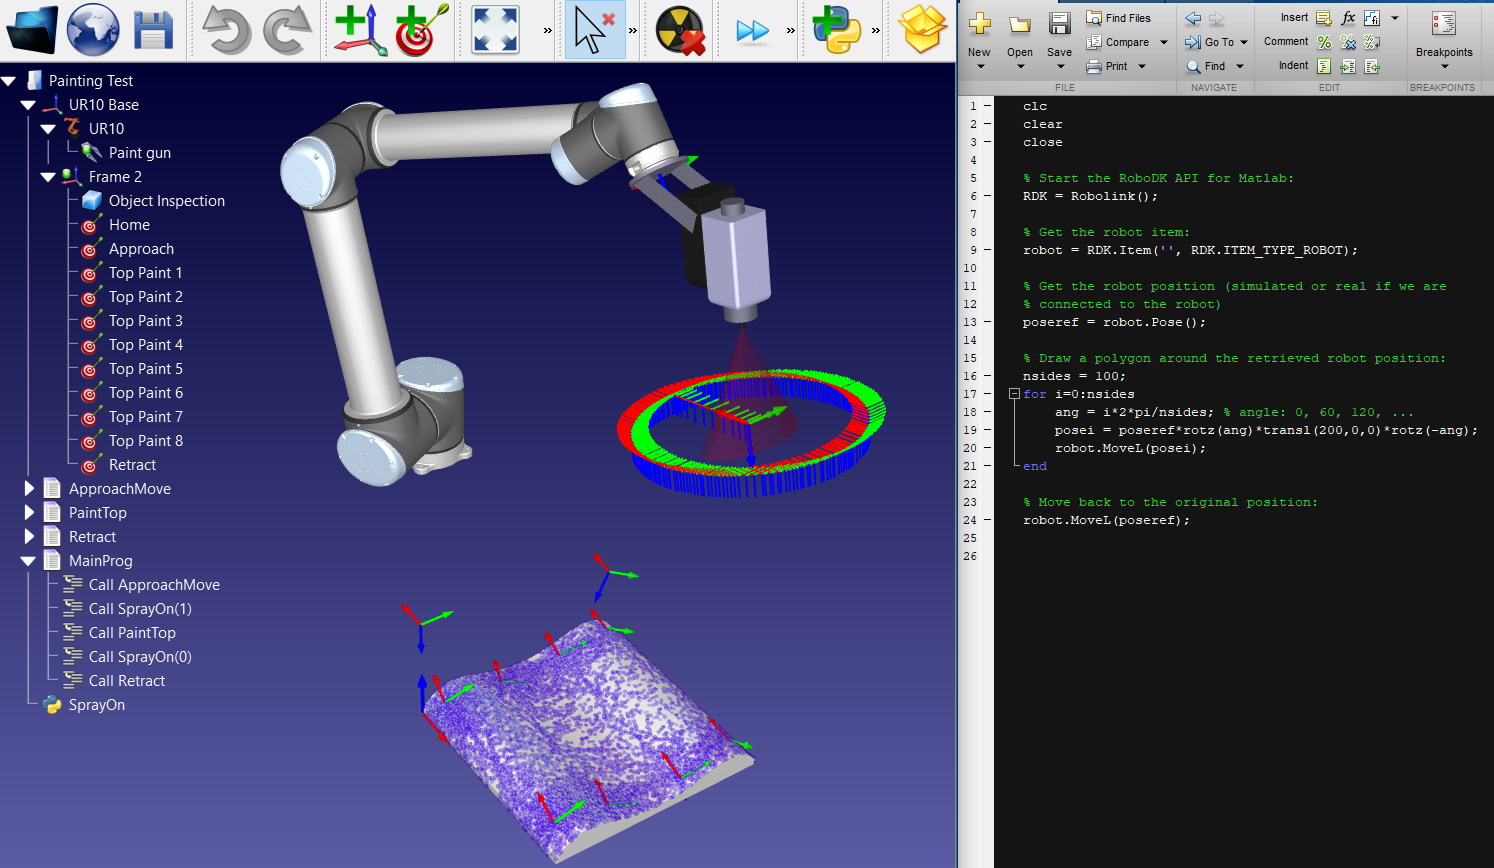 Painting Test
UR10 Base
UR10
Paint gun
Frame 2
Object Inspection
Home
Approach
Top Paint 1
Top Paint 2
Top Paint 3
Top Paint 4
Top Paint 5
Top Paint 6
Top Paint 7
Top Paint 8
Retract
ApproachMove
PaintTop
Retract
MainProg
Call ApproachMove
Call SprayOn(1)
Call PaintTop
Call SprayOn(0)
Call Retract
SprayOn
New
Open
Save
Find Files
Compare
Print
FILE
Go To
Find
NAVIGATE
Insert
Comment
Indent
EDIT
Breakpoints
BREAKPOINTS
1 clc
2 clear
3 close
4
5 % Start the RoboDK API for Matlab:
6 RDK = Robolink();
7
8 % Get the robot item:
9 robot = RDK.Item('', RDK.ITEM_TYPE_ROBOT);
10
11 % Get the robot position (simulated or real if we are
12 % connected to the robot)
13 poseref = robot.Pose();
14
15 % Draw a polygon around the retrieved robot position:
16 nsides = 100;
17 for i=0:nsides
18 ang = i*2*pi/nsides; % angle: 0, 60, 120, ...
19 posei = poseref*rotz(ang)*transl(200,0,0)*rotz(-ang);
20 robot.MoveL(posei);
21 end
22
23 % Move back to the original position:
24 robot.MoveL(poseref);
25
26